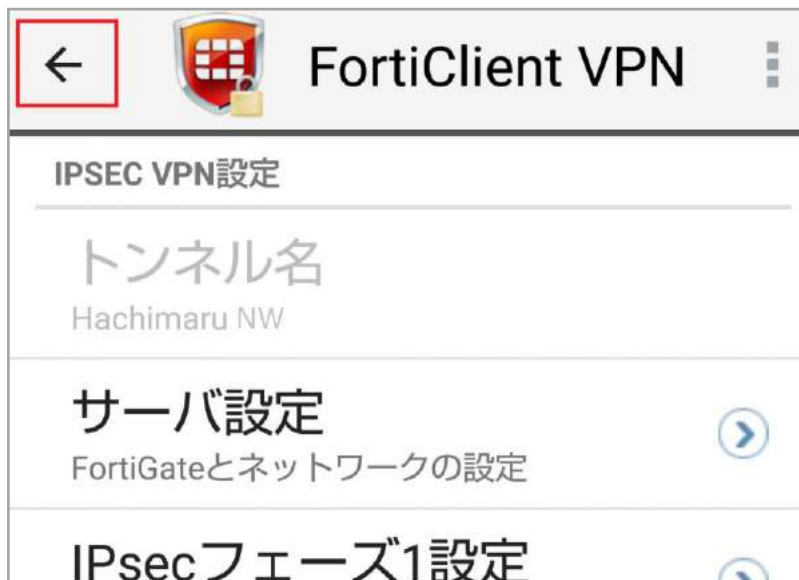 FortiClient VPN
IPSEC VPN設定
トンネル名
Hachimaru NW
サーバ設定
FortiGateとネットワークの設定
IPsecフェーズ1設定